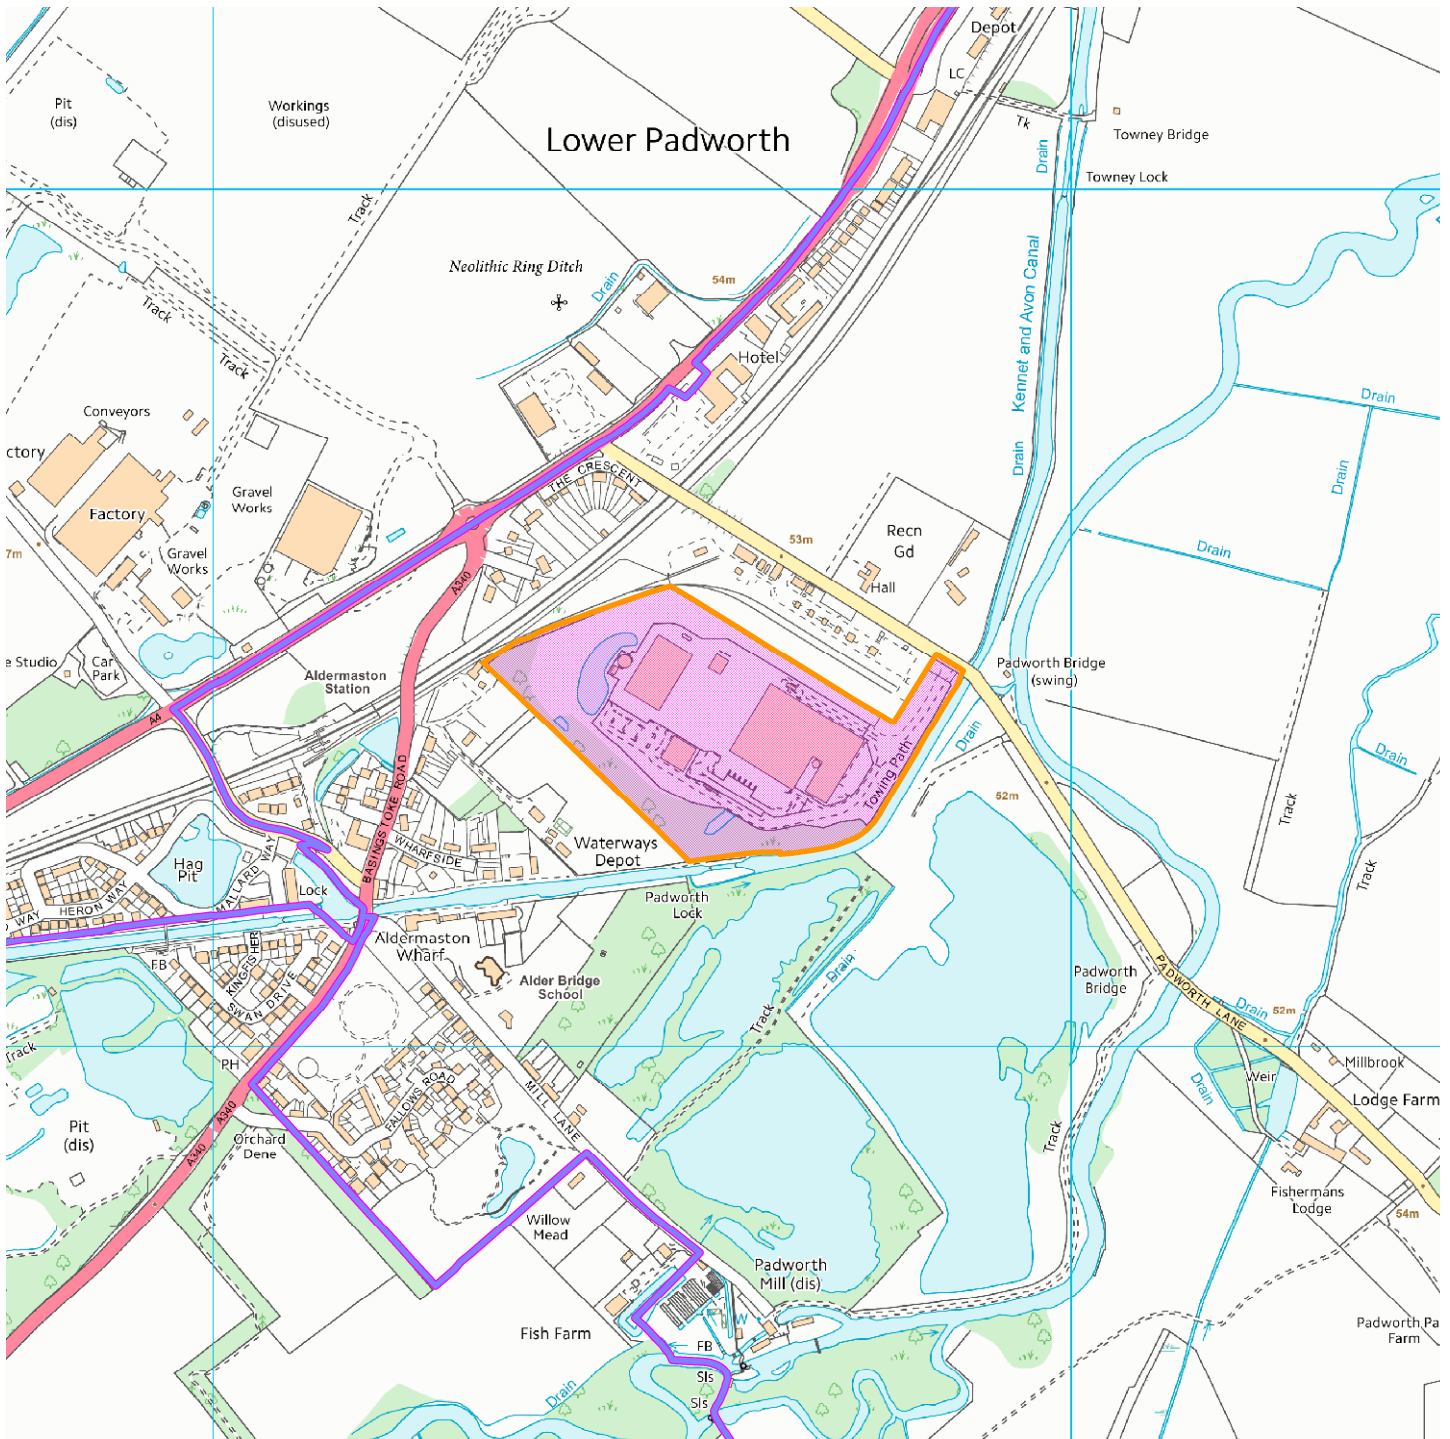 Depot
LC
Pit
(dis)
Workings
(disused)
Tk
Lower Padworth
Towney Bridge
Drain
Towney Lock
Track
Neolithic Ring Ditch
Drain
54m
Track
Kennet and Avon Canal
Track
Hotel
Drain
Conveyors
ctory
Drain
Drain
THE CRESCENT
Gravel
Works
Factory
Recn
Gd
53m
Drain
7m
Gravel
Works
A340
Hall
e Studio
Car
Park
Aldermaston
Station
Padworth Bridge
(swing)
A4
Drain
Drain
Towing Path
BASINGSTOKE ROAD
52m
Track
Waterways
Depot
WHARFSIDE
Hag
Pit
MALLARD WAY
Lock
Track
HERON WAY
WAY
Padworth
Lock
Aldermaston
Wharf
FB
KINGFISHER
SWAN DRIVE
Alder Bridge
School
Drain
Padworth
Bridge
PADWORTH LANE
Drain
52m
Track
Track
PH
Millbrook
Weir
Drain
FALLOWS ROAD
MILL LANE
Lodge Farm
A340
Pit
(dis)
Orchard
Dene
A340
Track
Fishermans
Lodge
54m
Willow
Mead
Padworth
Mill (dis)
W
Fish Farm
FB
Padworth Pa
Farm
Sls
Drain
Sls